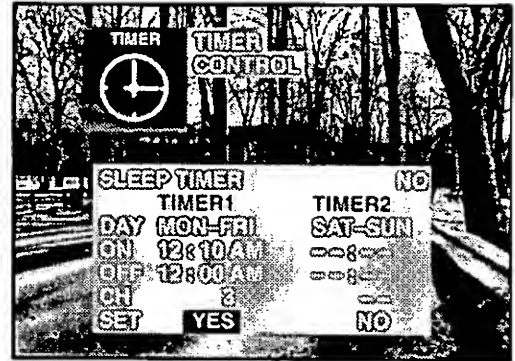 TIMER
TIMER
CONTROL
SLEEP TIMER NO
TIMER1 TIMER2
DAY MON-FRI SAT-SUN
ON 12:10 AM --:--
OFF 12:00 AM --:--
CH 3 --
SET YES NO